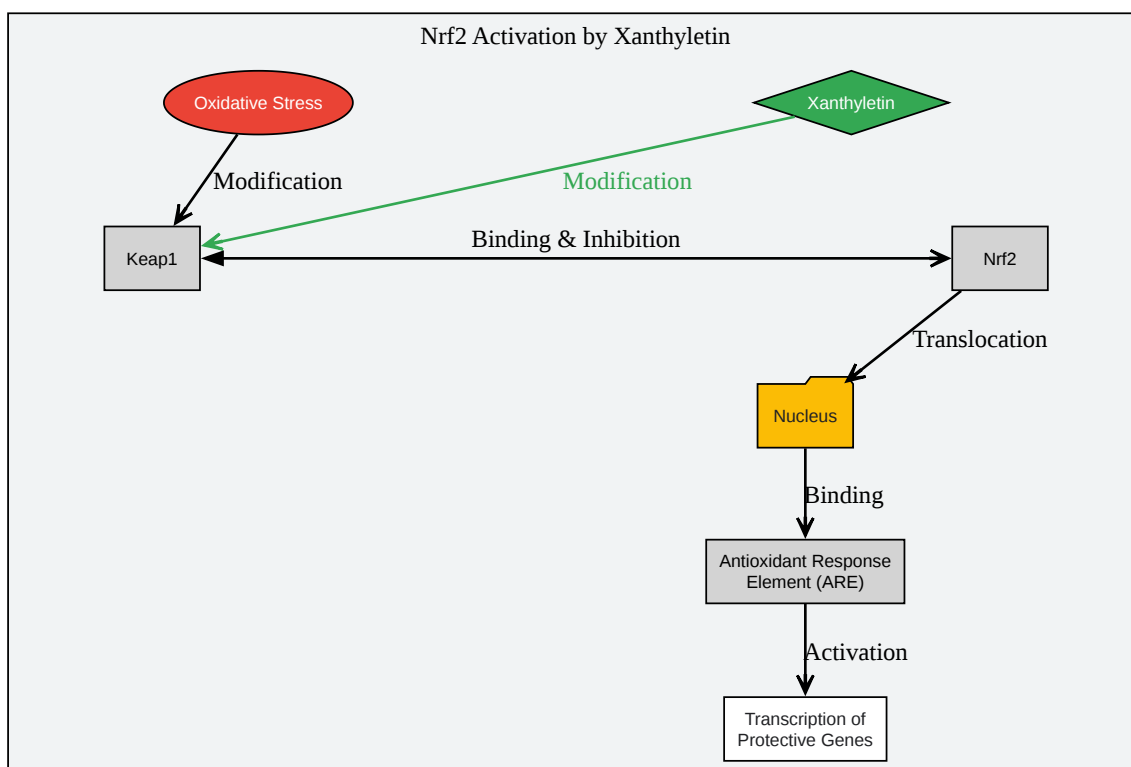 Nrf2 Activation by Xanthyletin
Oxidative Stress
Xanthyletin
Modification
Modification
Binding & Inhibition
Keap1
Nrf2
Translocation
Nucleus
Binding
Antioxidant Response
Element (ARE)
Activation
Transcription of
Protective Genes